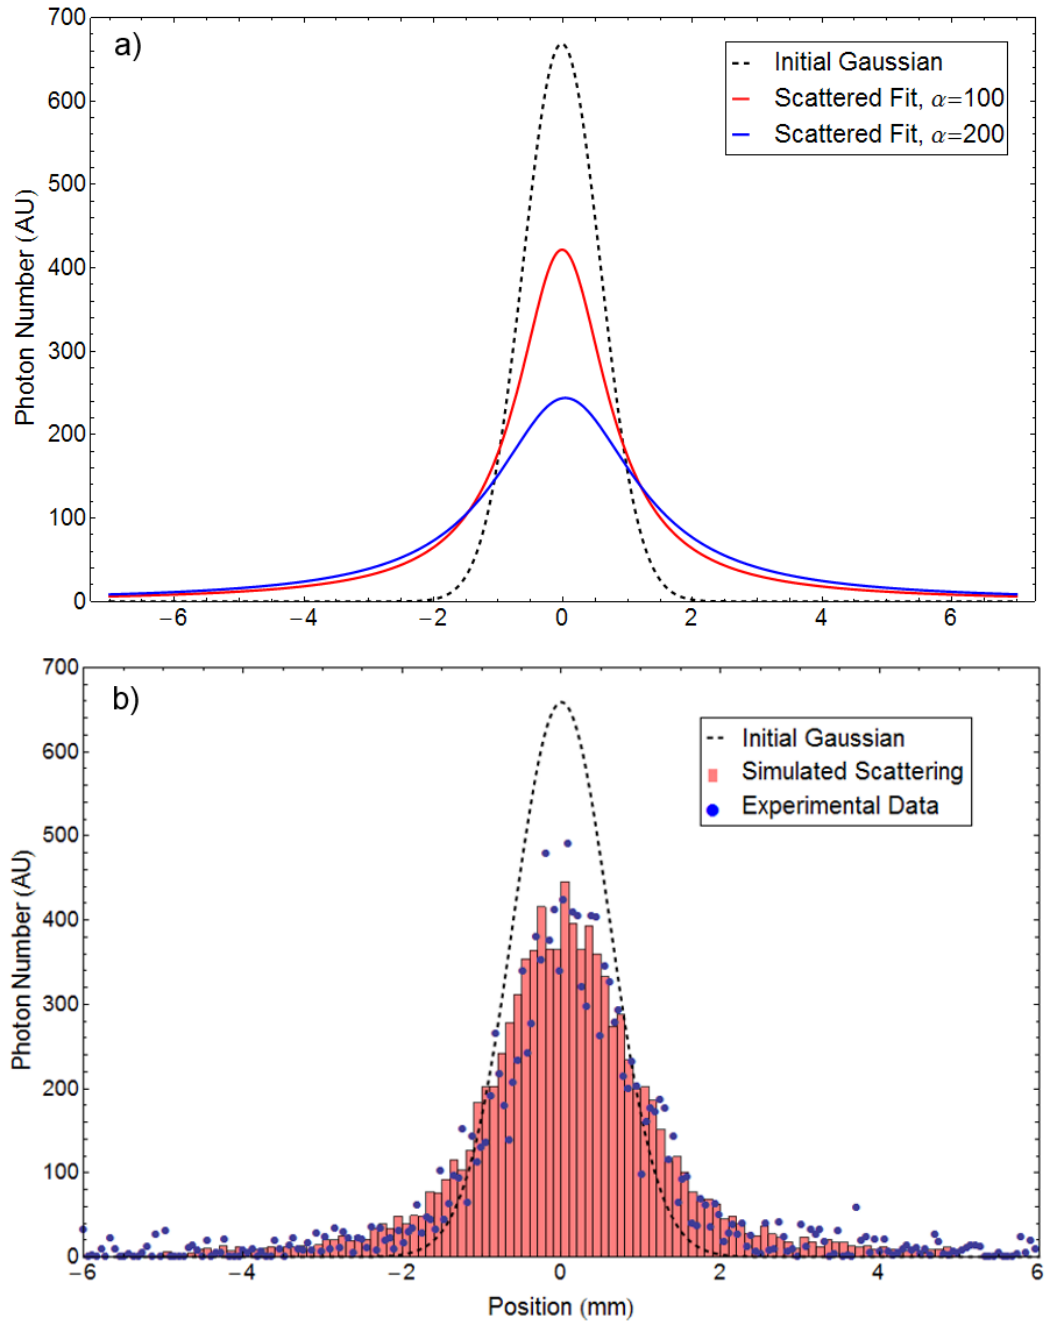 a)
700
600
500
400
300
200
100
0
Photon Number (AU)
Initial Gaussian
Scattered Fit, α=100
Scattered Fit, α=200
−6 −4 −2 0 2 4 6
b)
700
600
500
400
300
200
100
0
Photon Number (AU)
Initial Gaussian
Simulated Scattering
Experimental Data
−6 −4 −2 0 2 4 6
Position (mm)